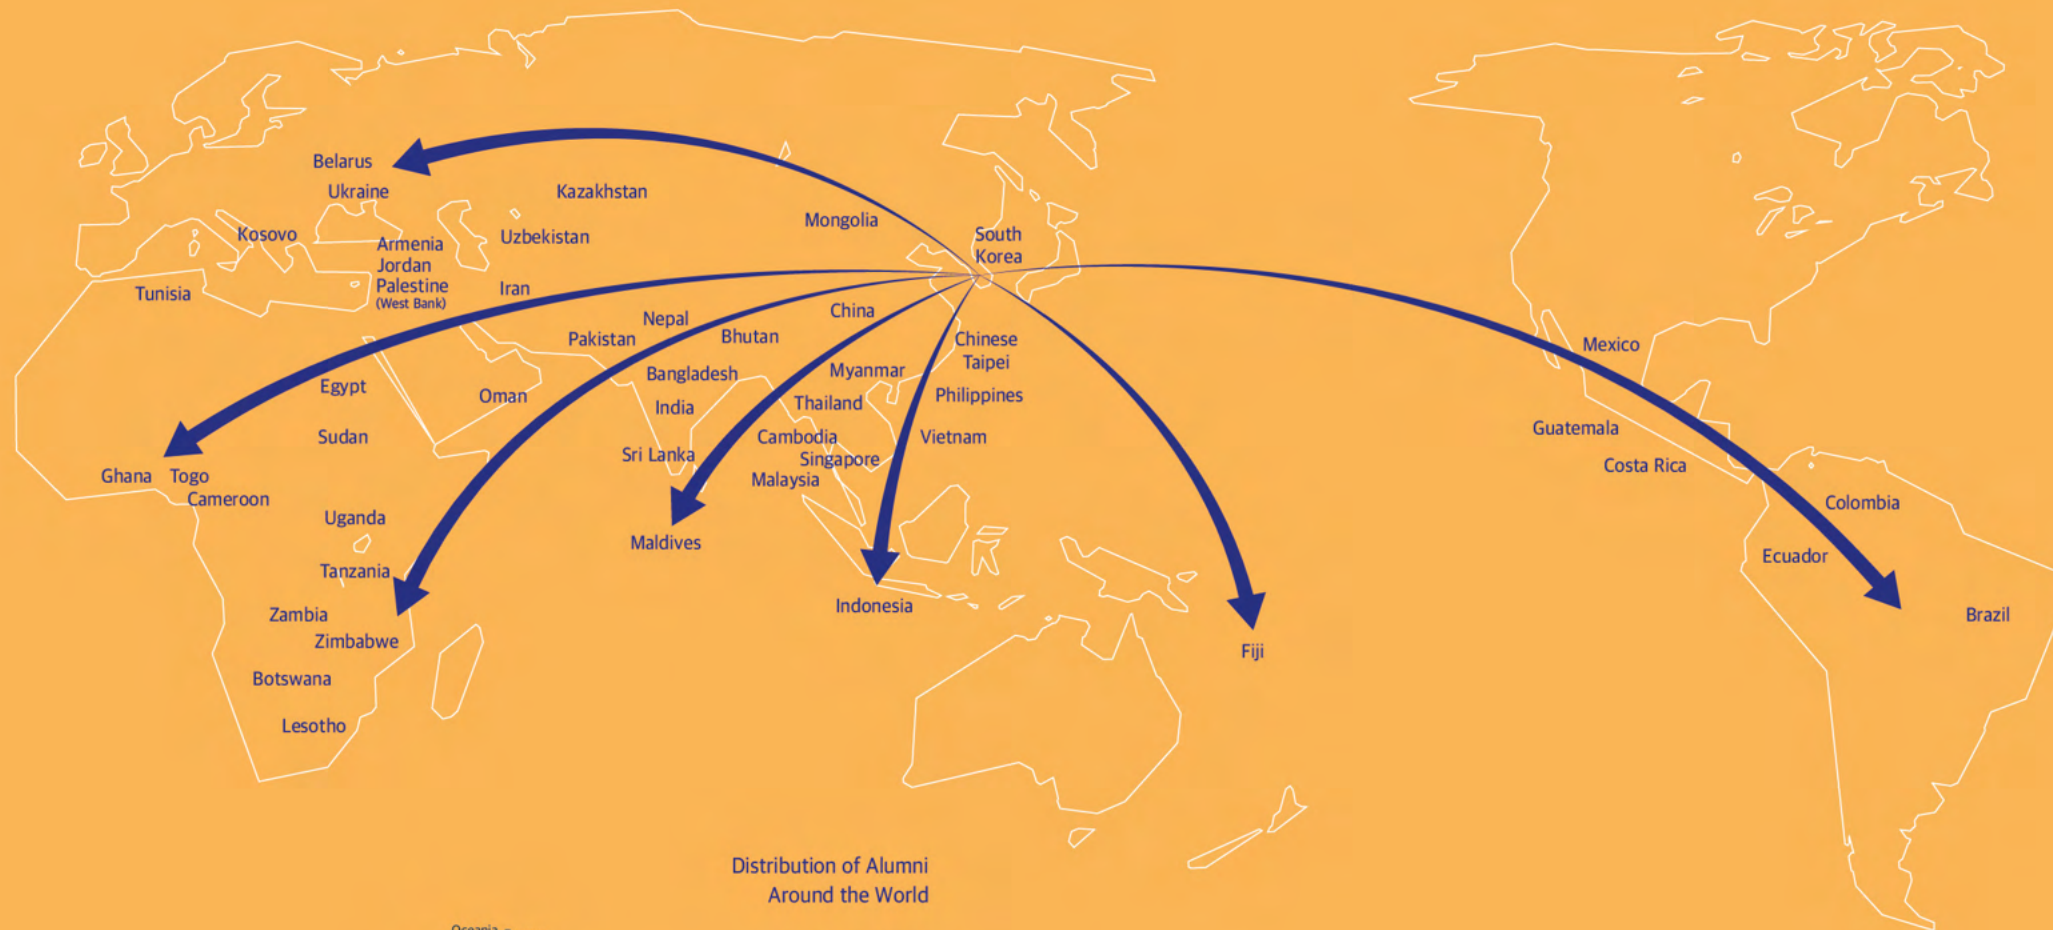 Belarus
Ukraine
Kazakhstan
Mongolia
South
Korea
Kosovo
Uzbekistan
Armenia
Jordan
Palestine
(West Bank)
Tunisia
Iran
China
Nepal
Pakistan
Bhutan
Chinese
Taipei
Mexico
Bangladesh
Myanmar
Egypt
Oman
Philippines
India
Thailand
Sudan
Cambodia
Vietnam
Guatemala
Sri Lanka
Singapore
Costa Rica
Ghana
Togo
Malaysia
Cameroon
Colombia
Uganda
Maldives
Ecuador
Tanzania
Indonesia
Zambia
Brazil
Zimbabwe
Fiji
Botswana
Lesotho
Distribution of Alumni
Around the World